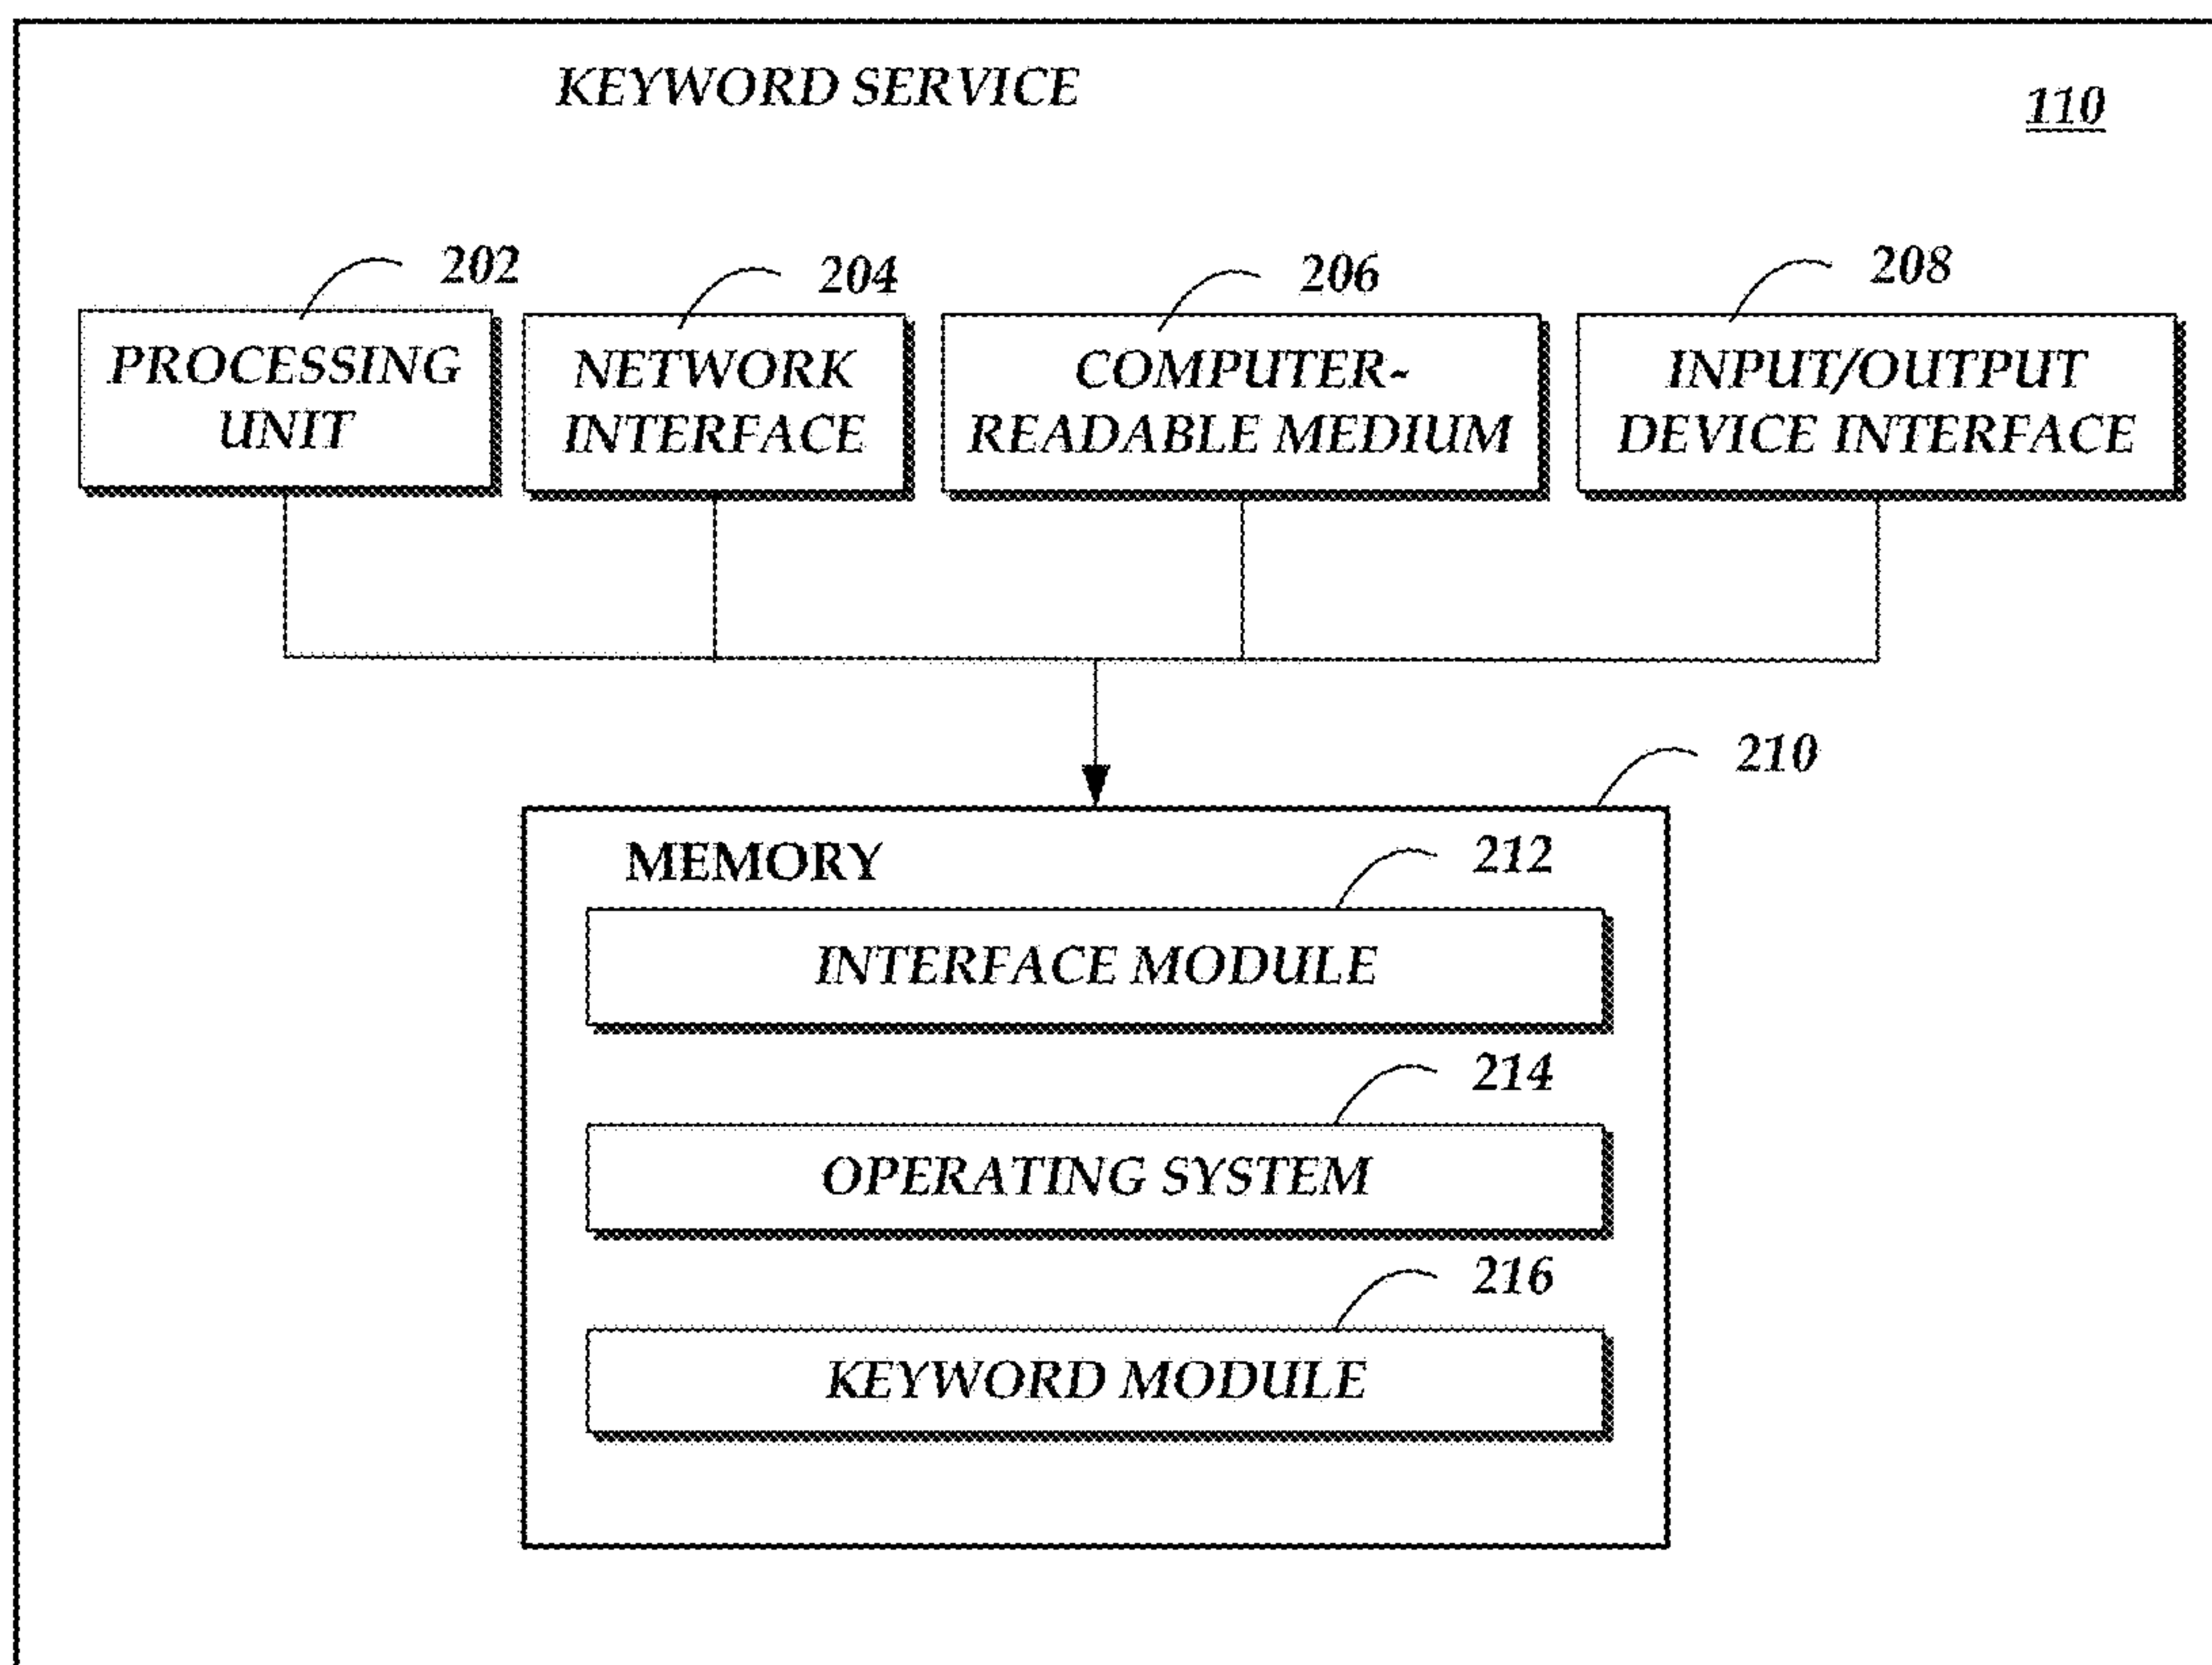 KEYWORD SERVICE
110
202
204
206
208
PROCESSING
UNIT
NETWORK
INTERFACE
COMPUTER-
READABLE MEDIUM
INPUT/OUTPUT
DEVICE INTERFACE
210
MEMORY
212
INTERFACE MODULE
214
OPERATING SYSTEM
216
KEYWORD MODULE